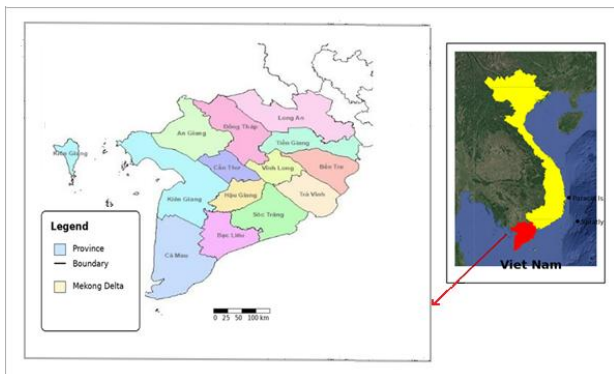 Long An
Đồng Tháp
An Giang
Tiền Giang
Kiên Giang
Cần Thơ
Vĩnh Long
Bến Tre
Kiên Giang
Hậu Giang
Trà Vinh
Sóc Trăng
Bạc Liêu
Cà Mau
Legend
Province
Boundary
Mekong Delta
0 25 50 100 km
Viet Nam